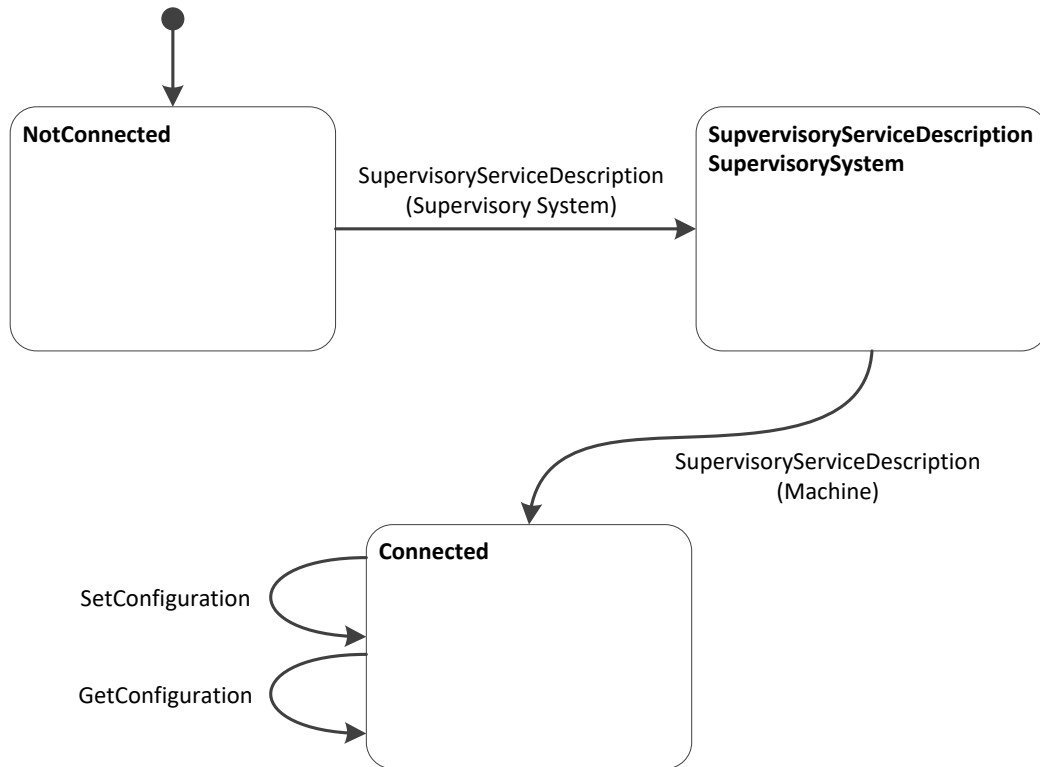 NotConnected
SupvervisoryServiceDescription
SupervisorySystem
SupervisoryServiceDescription
(Supervisory System)
SupervisoryServiceDescription
(Machine)
Connected
SetConfiguration
GetConfiguration